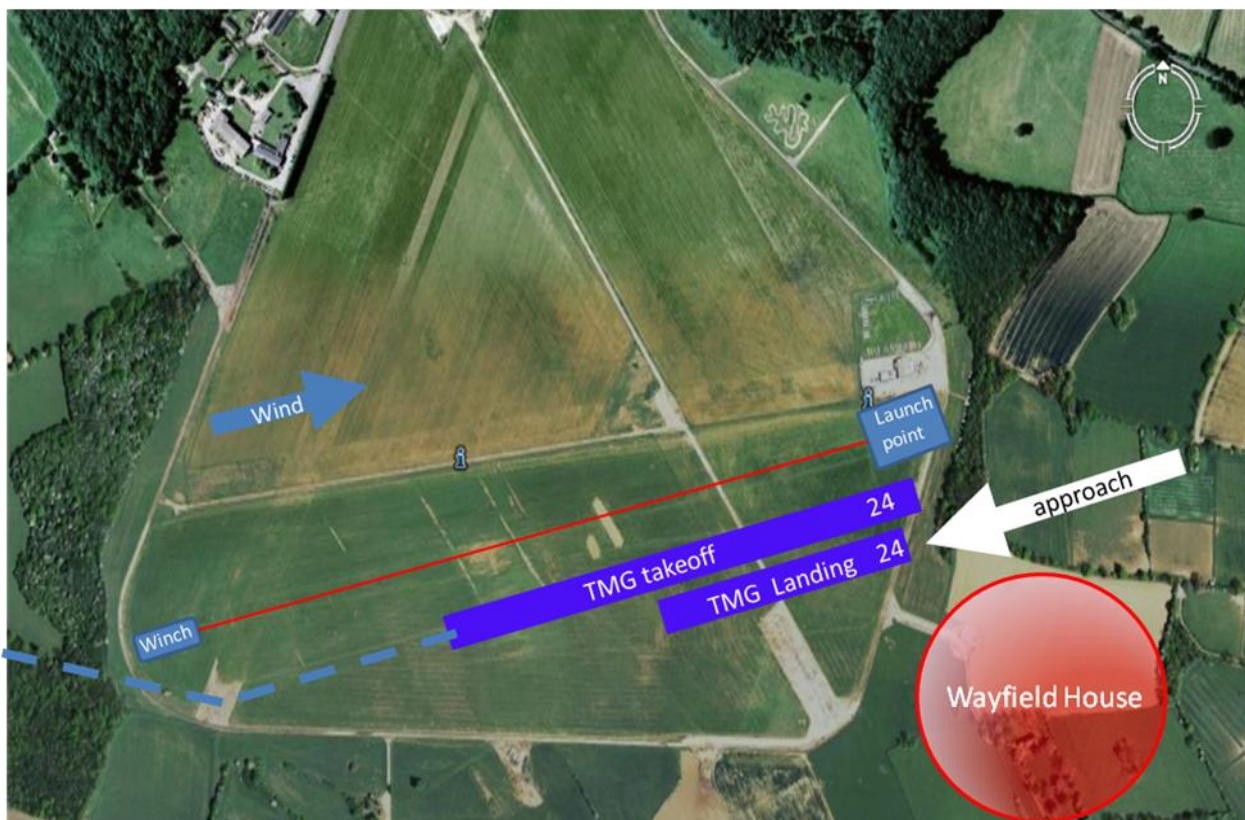 N
Wind
Launch
point
approach
24
TMG takeoff
TMG Landing 24
Winch
Wayfield House